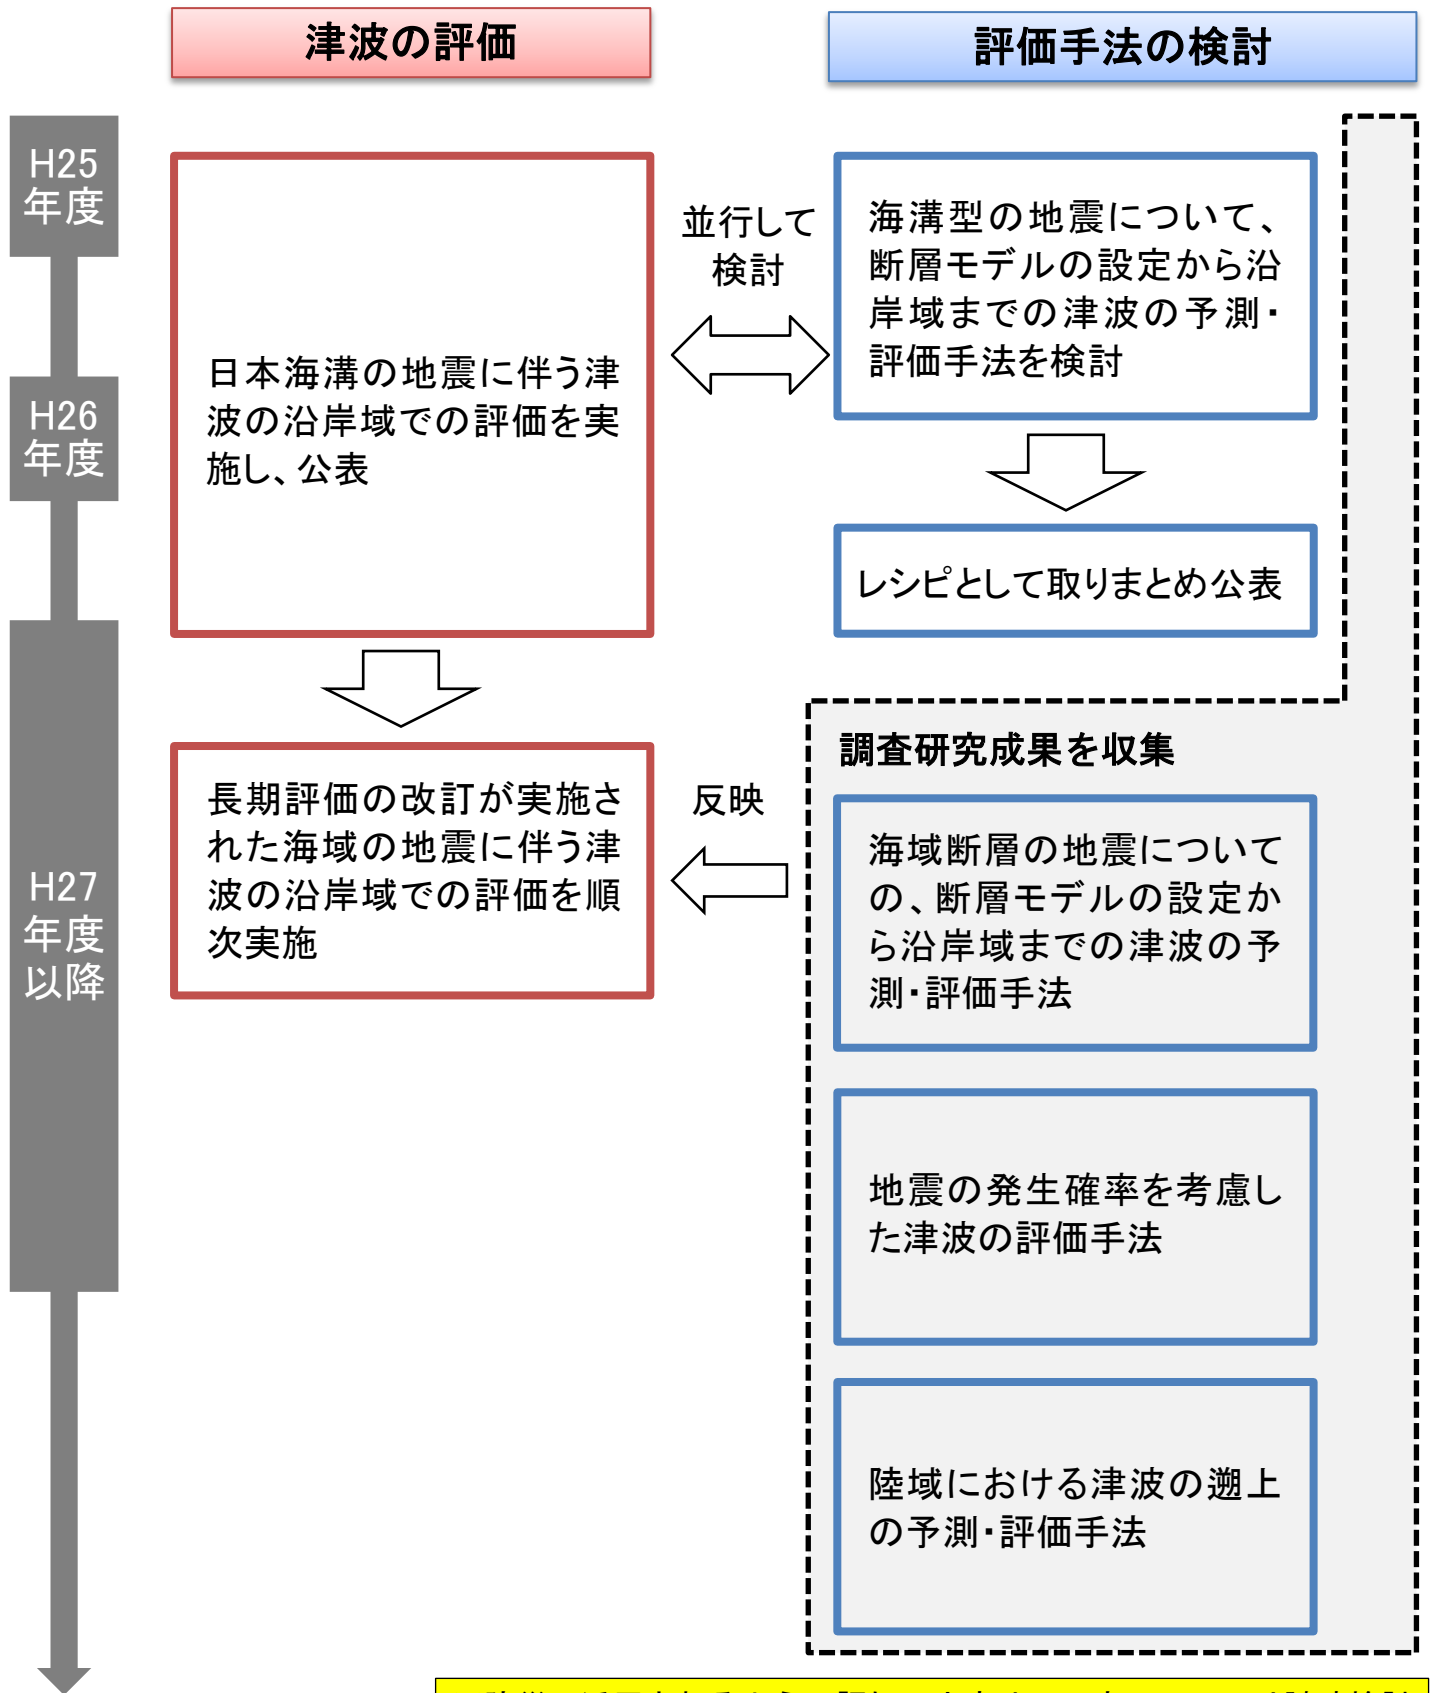 津波の評価
評価手法の検討
H25
年度
H26
年度
H27
年度
以降
日本海溝の地震に伴う津
波の沿岸域での評価を実
施し、公表
並行して
検討
海溝型の地震について、
断層モデルの設定から沿
岸域までの津波の予測・
評価手法を検討
レシピとして取りまとめ公表
長期評価の改訂が実施さ
れた海域の地震に伴う津
波の沿岸域での評価を順
次実施
反映
調査研究成果を収集
海域断層の地震について
の、断層モデルの設定か
ら沿岸域までの津波の予
測・評価手法
地震の発生確率を考慮し
た津波の評価手法
陸域における津波の遡上
の予測・評価手法